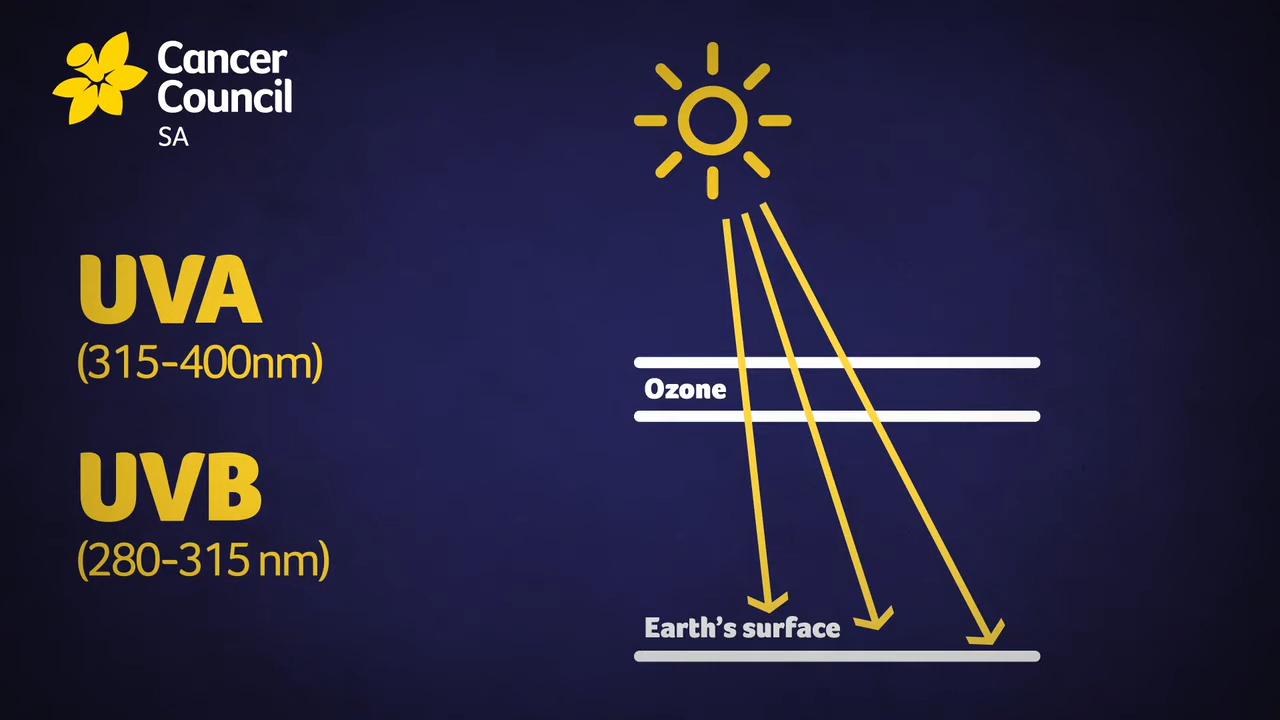 Cancer
Council
SA
UVA
(315-400nm)
UVB
(280-315 nm)
Ozone
Earth's surface